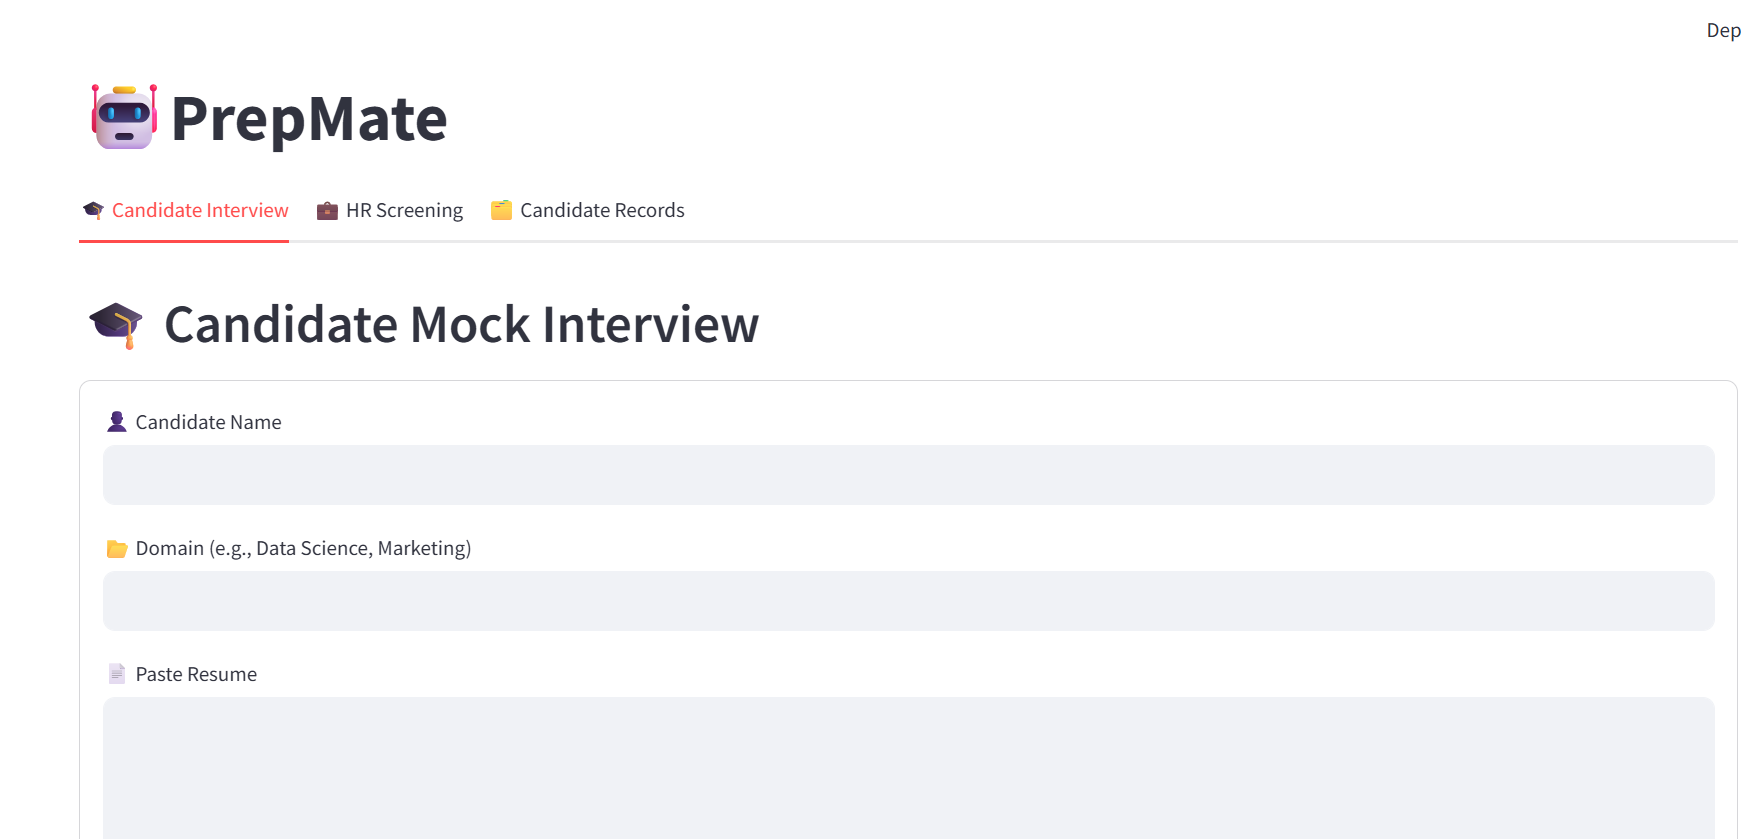 Dep
PrepMate
Candidate Interview HR Screening Candidate Records
Candidate Mock Interview
Candidate Name
Domain (e.g., Data Science, Marketing)
Paste Resume